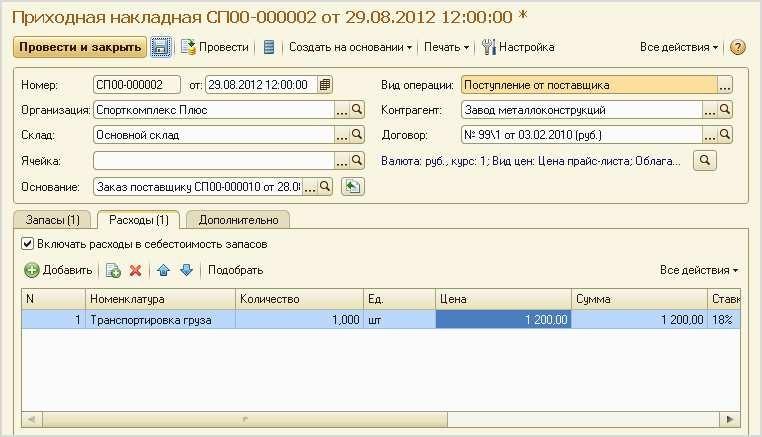 Приходная накладная СП00-000002 от 29.08.2012 12:00:00 *
Провести и закрыть Провести Создать на основании Печать Настройка Все действия ?
Номер: СП00-000002 от: 29.08.2012 12:00:00 Вид операции: Поступление от поставщика ...
Организация: Спорткомплекс Плюс ... Контрагент: Завод металлоконструкций ...
Склад: Основной склад ... Договор: № 99\1 от 03.02.2010 (руб.) ...
Ячейка: ... Валюта: руб., курс: 1; Вид цен: Цена прайс-листа; Облага...
Основание: Заказ поставщику СП00-000010 от 28.0 ...
Запасы (1) Расходы (1) Дополнительно
Включать расходы в себестоимость запасов
Добавить Подобрать Все действия
N Номенклатура Количество Ед. Цена Сумма Ставк
1 Транспортировка груза 1,000 шт 1 200,00 1 200,00 18%